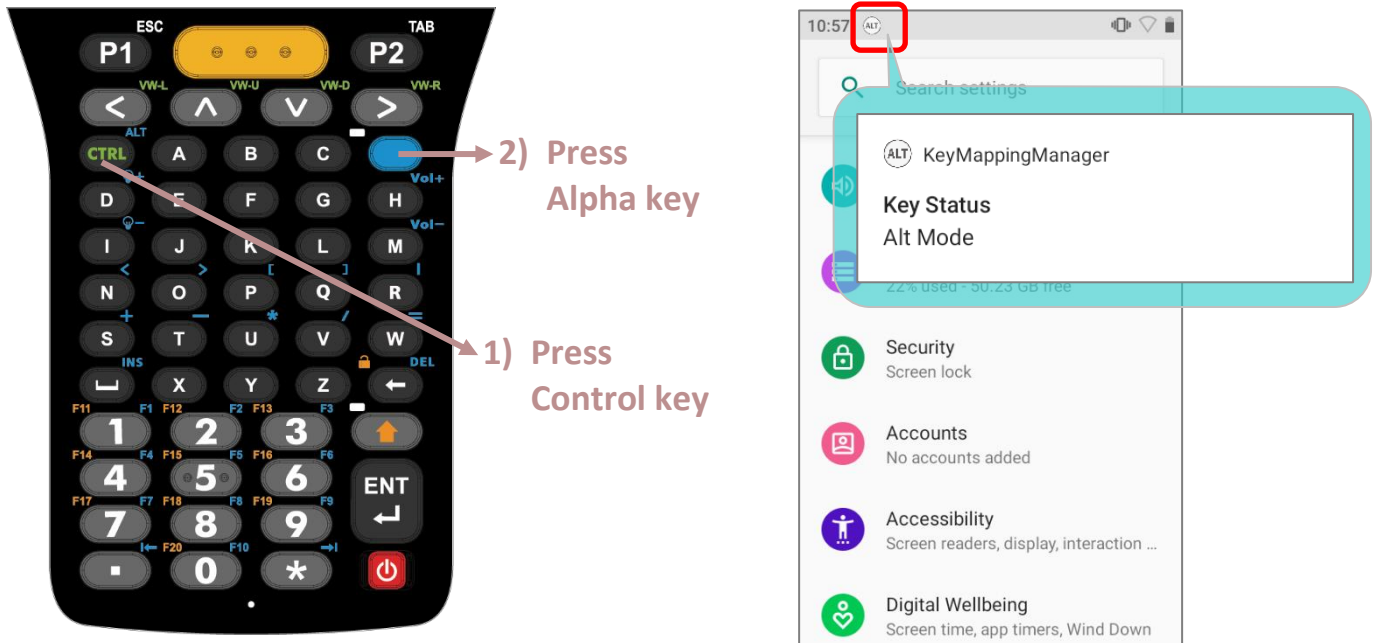 ESC TAB
P1 P2
VW-L VW-U VW-D VW-R
< ʌ v >
ALT
CTRL A B C
+ Vol+
D E F G H
− Vol−
I J K L M
< > [ ] |
N O P Q R
+ − * / =
S T U V W
INS DEL
X Y Z ←
F11 F1 F12 F2 F13 F3
1 2 3
F14 F4 F15 F5 F16 F6
4 5 6
ENT
F17 F7 F18 F8 F19 F9
7 8 9
|← F20 F10 →|
. 0 *
2) Press
Alpha key
1) Press
Control key
10:57 ALT
Search settings
ALT KeyMappingManager
Key Status
Alt Mode
22% used - 50.23 GB free
Security
Screen lock
Accounts
No accounts added
Accessibility
Screen readers, display, interaction ...
Digital Wellbeing
Screen time, app timers, Wind Down